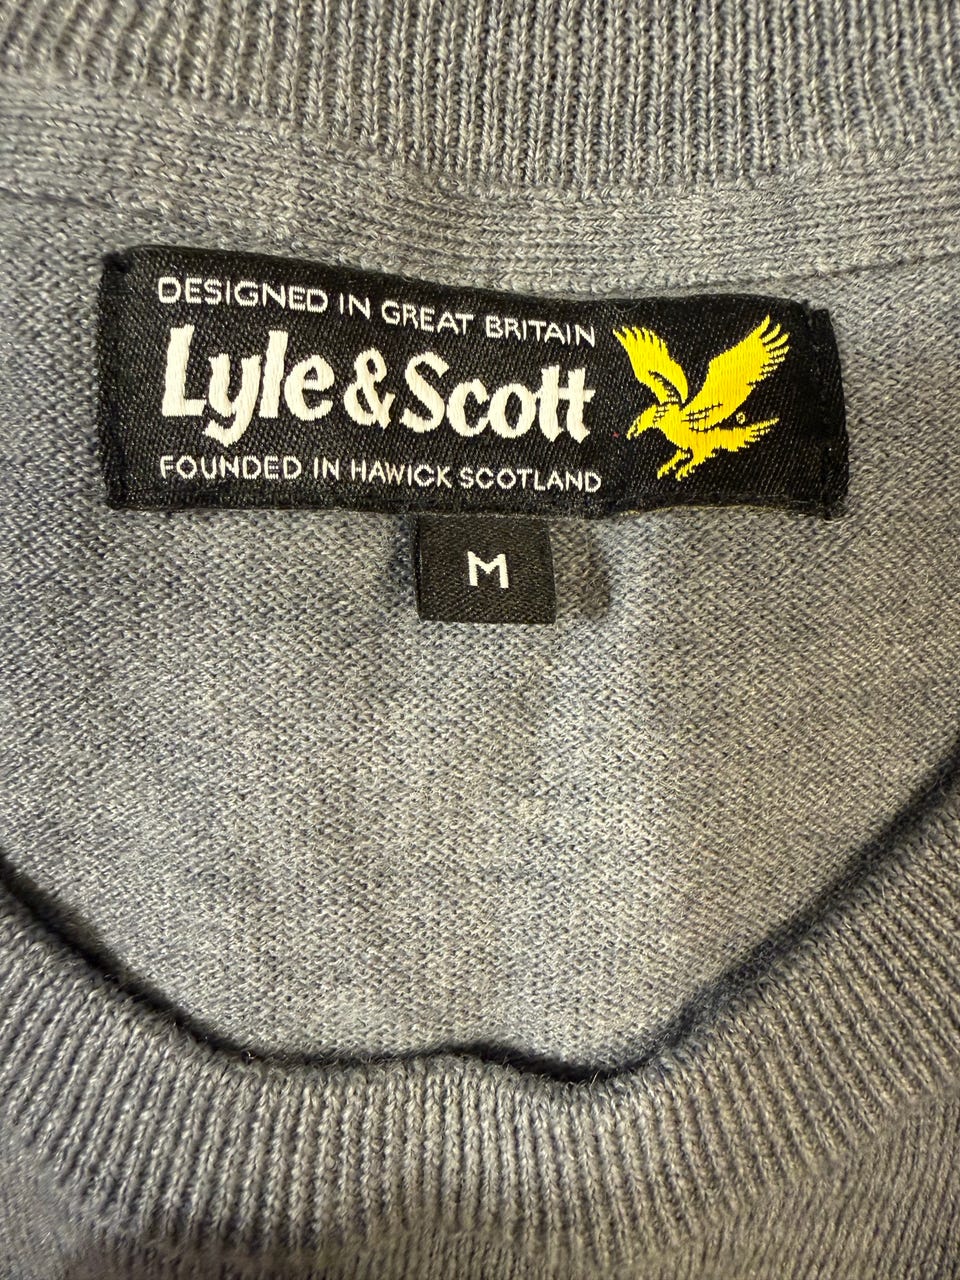 DESIGNED IN GREAT BRITAIN
Lyle & Scott
FOUNDED IN HAWICK SCOTLAND
M